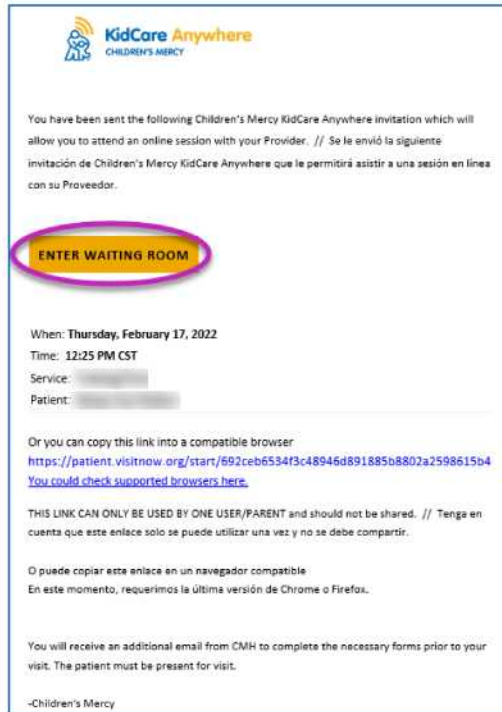 KidCare Anywhere
CHILDREN'S MERCY
You have been sent the following Children's Mercy KidCare Anywhere invitation which will
allow you to attend an online session with your Provider. // Se le envió la siguiente
invitación de Children's Mercy KidCare Anywhere que le permitirá asistir a una sesión en línea
con su Proveedor.
ENTER WAITING ROOM
When: Thursday, February 17, 2022
Time: 12:25 PM CST
Service:
Patient:
Or you can copy this link into a compatible browser
https://patient.visitnow.org/start/692ceb6534f3c48946d891885b8802a2598615b4
You could check supported browsers here.
THIS LINK CAN ONLY BE USED BY ONE USER/PARENT and should not be shared. // Tenga en
cuenta que este enlace solo se puede utilizar una vez y no se debe compartir.
O puede copiar este enlace en un navegador compatible
En este momento, requerimos la última versión de Chrome o Firefox.
You will receive an additional email from CMH to complete the necessary forms prior to your
visit. The patient must be present for visit.
-Children's Mercy